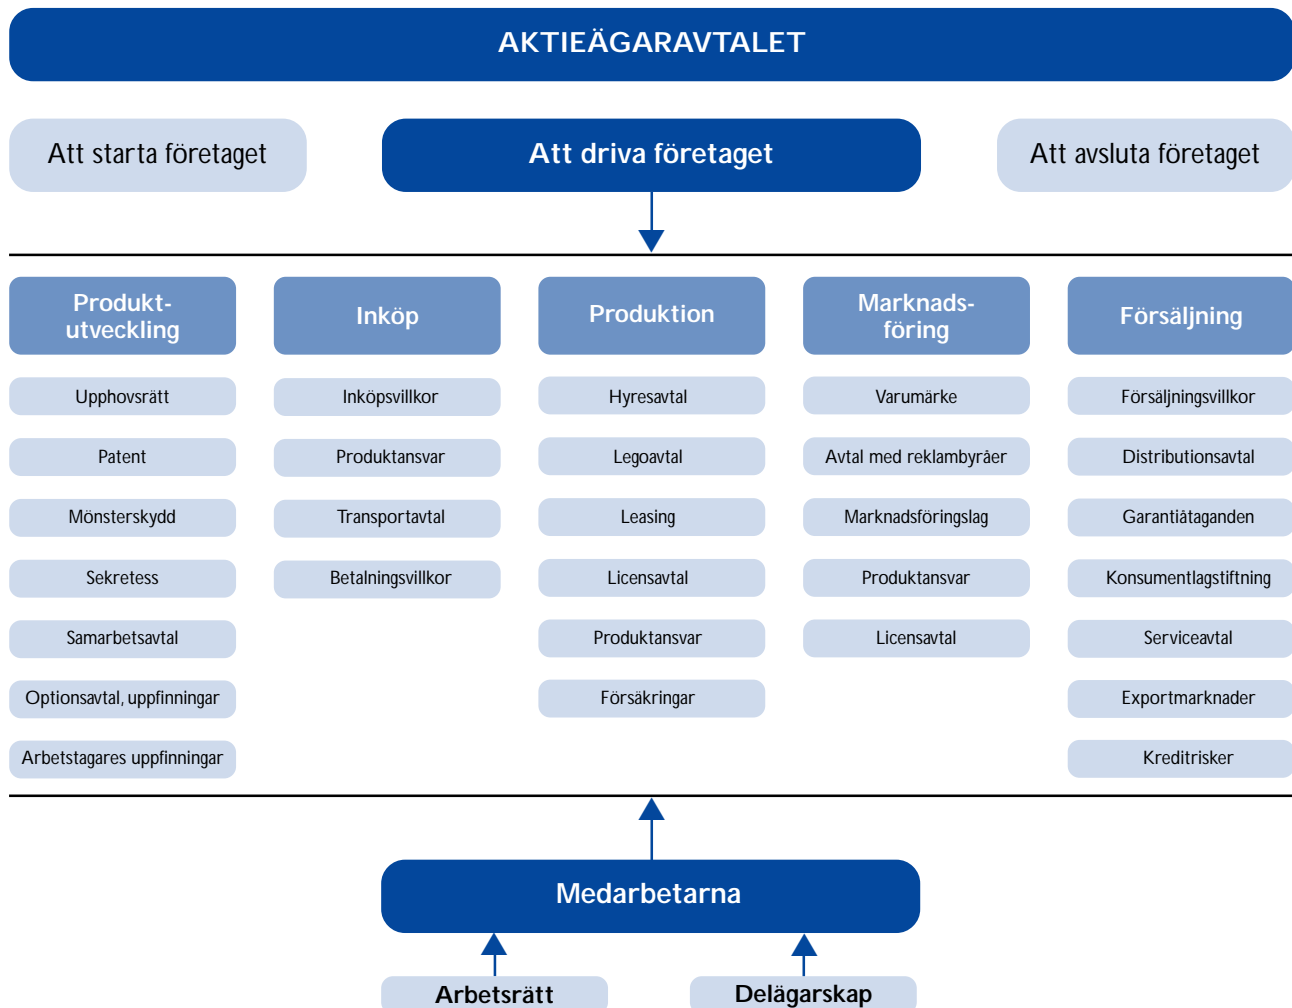 AKTIEÄGARAVTALET
Att starta företaget
Att driva företaget
Att avsluta företaget
Produkt-
utveckling
Inköp
Produktion
Marknads-
föring
Försäljning
Upphovsrätt
Inköpsvillkor
Hyresavtal
Varumärke
Försäljningsvillkor
Patent
Produktansvar
Legoavtal
Avtal med reklambyråer
Distributionsavtal
Mönsterskydd
Transportavtal
Leasing
Marknadsföringslag
Garantiåtaganden
Sekretess
Betalningsvillkor
Licensavtal
Produktansvar
Konsumentlagstiftning
Samarbetsavtal
Produktansvar
Licensavtal
Serviceavtal
Optionsavtal, uppfinningar
Försäkringar
Exportmarknader
Arbetstagares uppfinningar
Kreditrisker
Medarbetarna
Arbetsrätt
Delägarskap